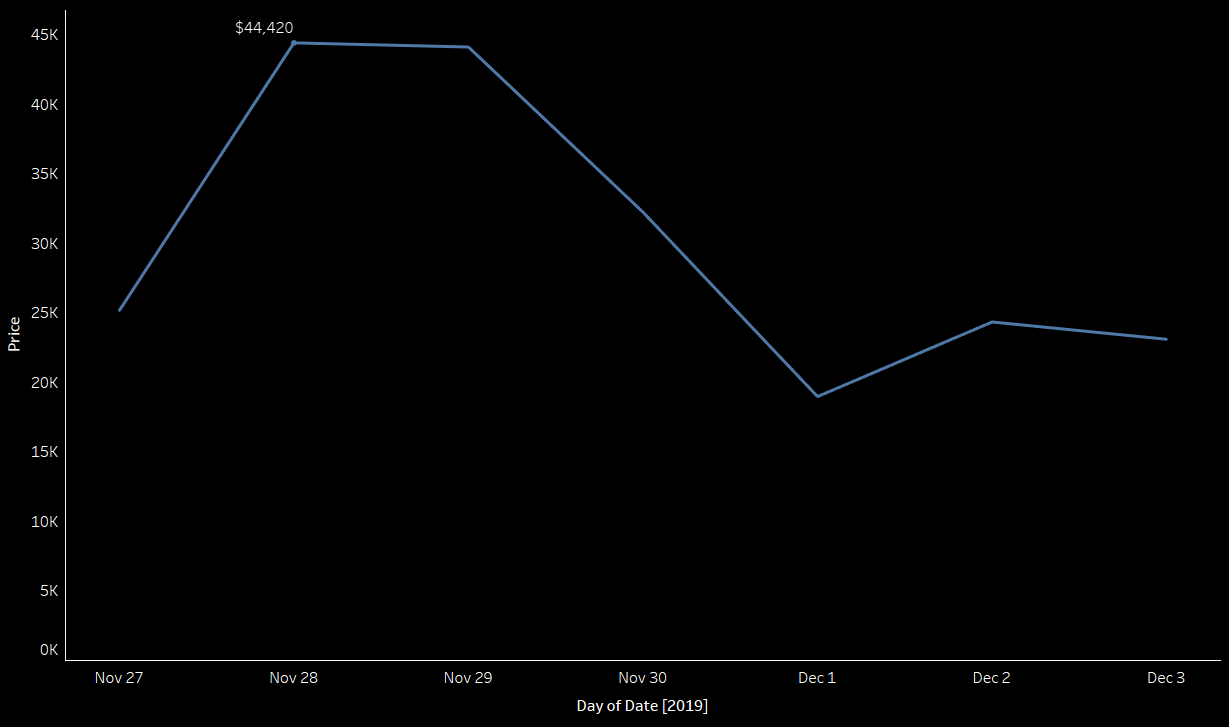 $44,420
45K
40K
35K
30K
25K
20K
15K
10K
5K
0K
Price
Nov 27 Nov 28 Nov 29 Nov 30 Dec 1 Dec 2 Dec 3
Day of Date [2019]